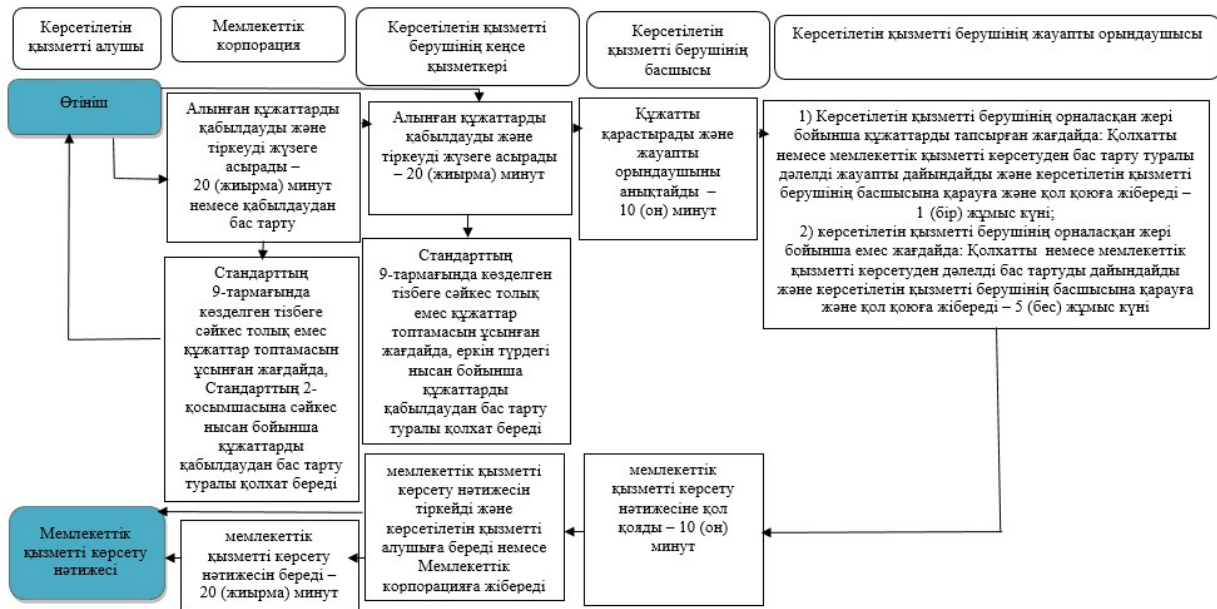 Көрсетілетін
қызметті алушы
Мемлекеттік
корпорация
Көрсетілетін қызметті
берушінің кеңсе
қызметкері
Көрсетілетін
қызметті берушінің
басшысы
Көрсетілетін қызметті берушінің жауапты орындаушысы
Өтініш
Алынған құжаттарды
қабылдауды және
тіркеуді жүзеге
асырады –
20 (жиырма) минут
немесе қабылдаудан
бас тарту
Алынған құжаттарды
қабылдауды және
тіркеуді жүзеге асырады
– 20 (жиырма) минут
Құжатты
қарастырады және
жауапты
орындаушыны
анықтайды –
10 (он) минут
1) Көрсетілетін қызметті берушінің орналасқан жері
бойынша құжаттарды тапсырған жағдайда: Қолхатты
немесе мемлекеттік қызметті көрсетуден бас тарту туралы
дәлелді жауапты дайындайды және көрсетілетін қызметті
берушінің басшысына қарауға және қол қоюға жібереді –
1 (бір) жұмыс күні;
2) көрсетілетін қызметті берушінің орналасқан жері
бойынша емес жағдайда: Қолхатты немесе мемлекеттік
қызметті көрсетуден дәлелді бас тартуды дайындайды
және көрсетілетін қызметті берушінің басшысына қарауға
және қол қоюға жібереді – 5 (бес) жұмыс күні
Стандарттың
9-тармағында
көзделген тізбеге
сәйкес толық емес
құжаттар
топтамасын
ұсынған жағдайда,
Стандарттың 2-
қосымшасына сәйкес
нысан бойынша
құжаттарды
қабылдаудан бас тарту
туралы қолхат береді
Стандарттың
9-тармағында көзделген
тізбеге сәйкес толық
емес құжаттар
топтамасын ұсынған
жағдайда, еркін түрдегі
нысан бойынша
құжаттарды
қабылдаудан бас тарту
туралы қолхат береді
мемлекеттік қызметті
көрсету нәтижесін
тіркейді және
көрсетілетін қызметті
алушыға береді немесе
Мемлекеттік
корпорацияға жібереді
мемлекеттік
қызметті көрсету
нәтижесіне қол
қояды – 10 (он)
минут
Мемлекеттік
қызметті көрсету
нәтижесі
мемлекеттік
қызметті көрсету
нәтижесін береді –
20 (жиырма) минут